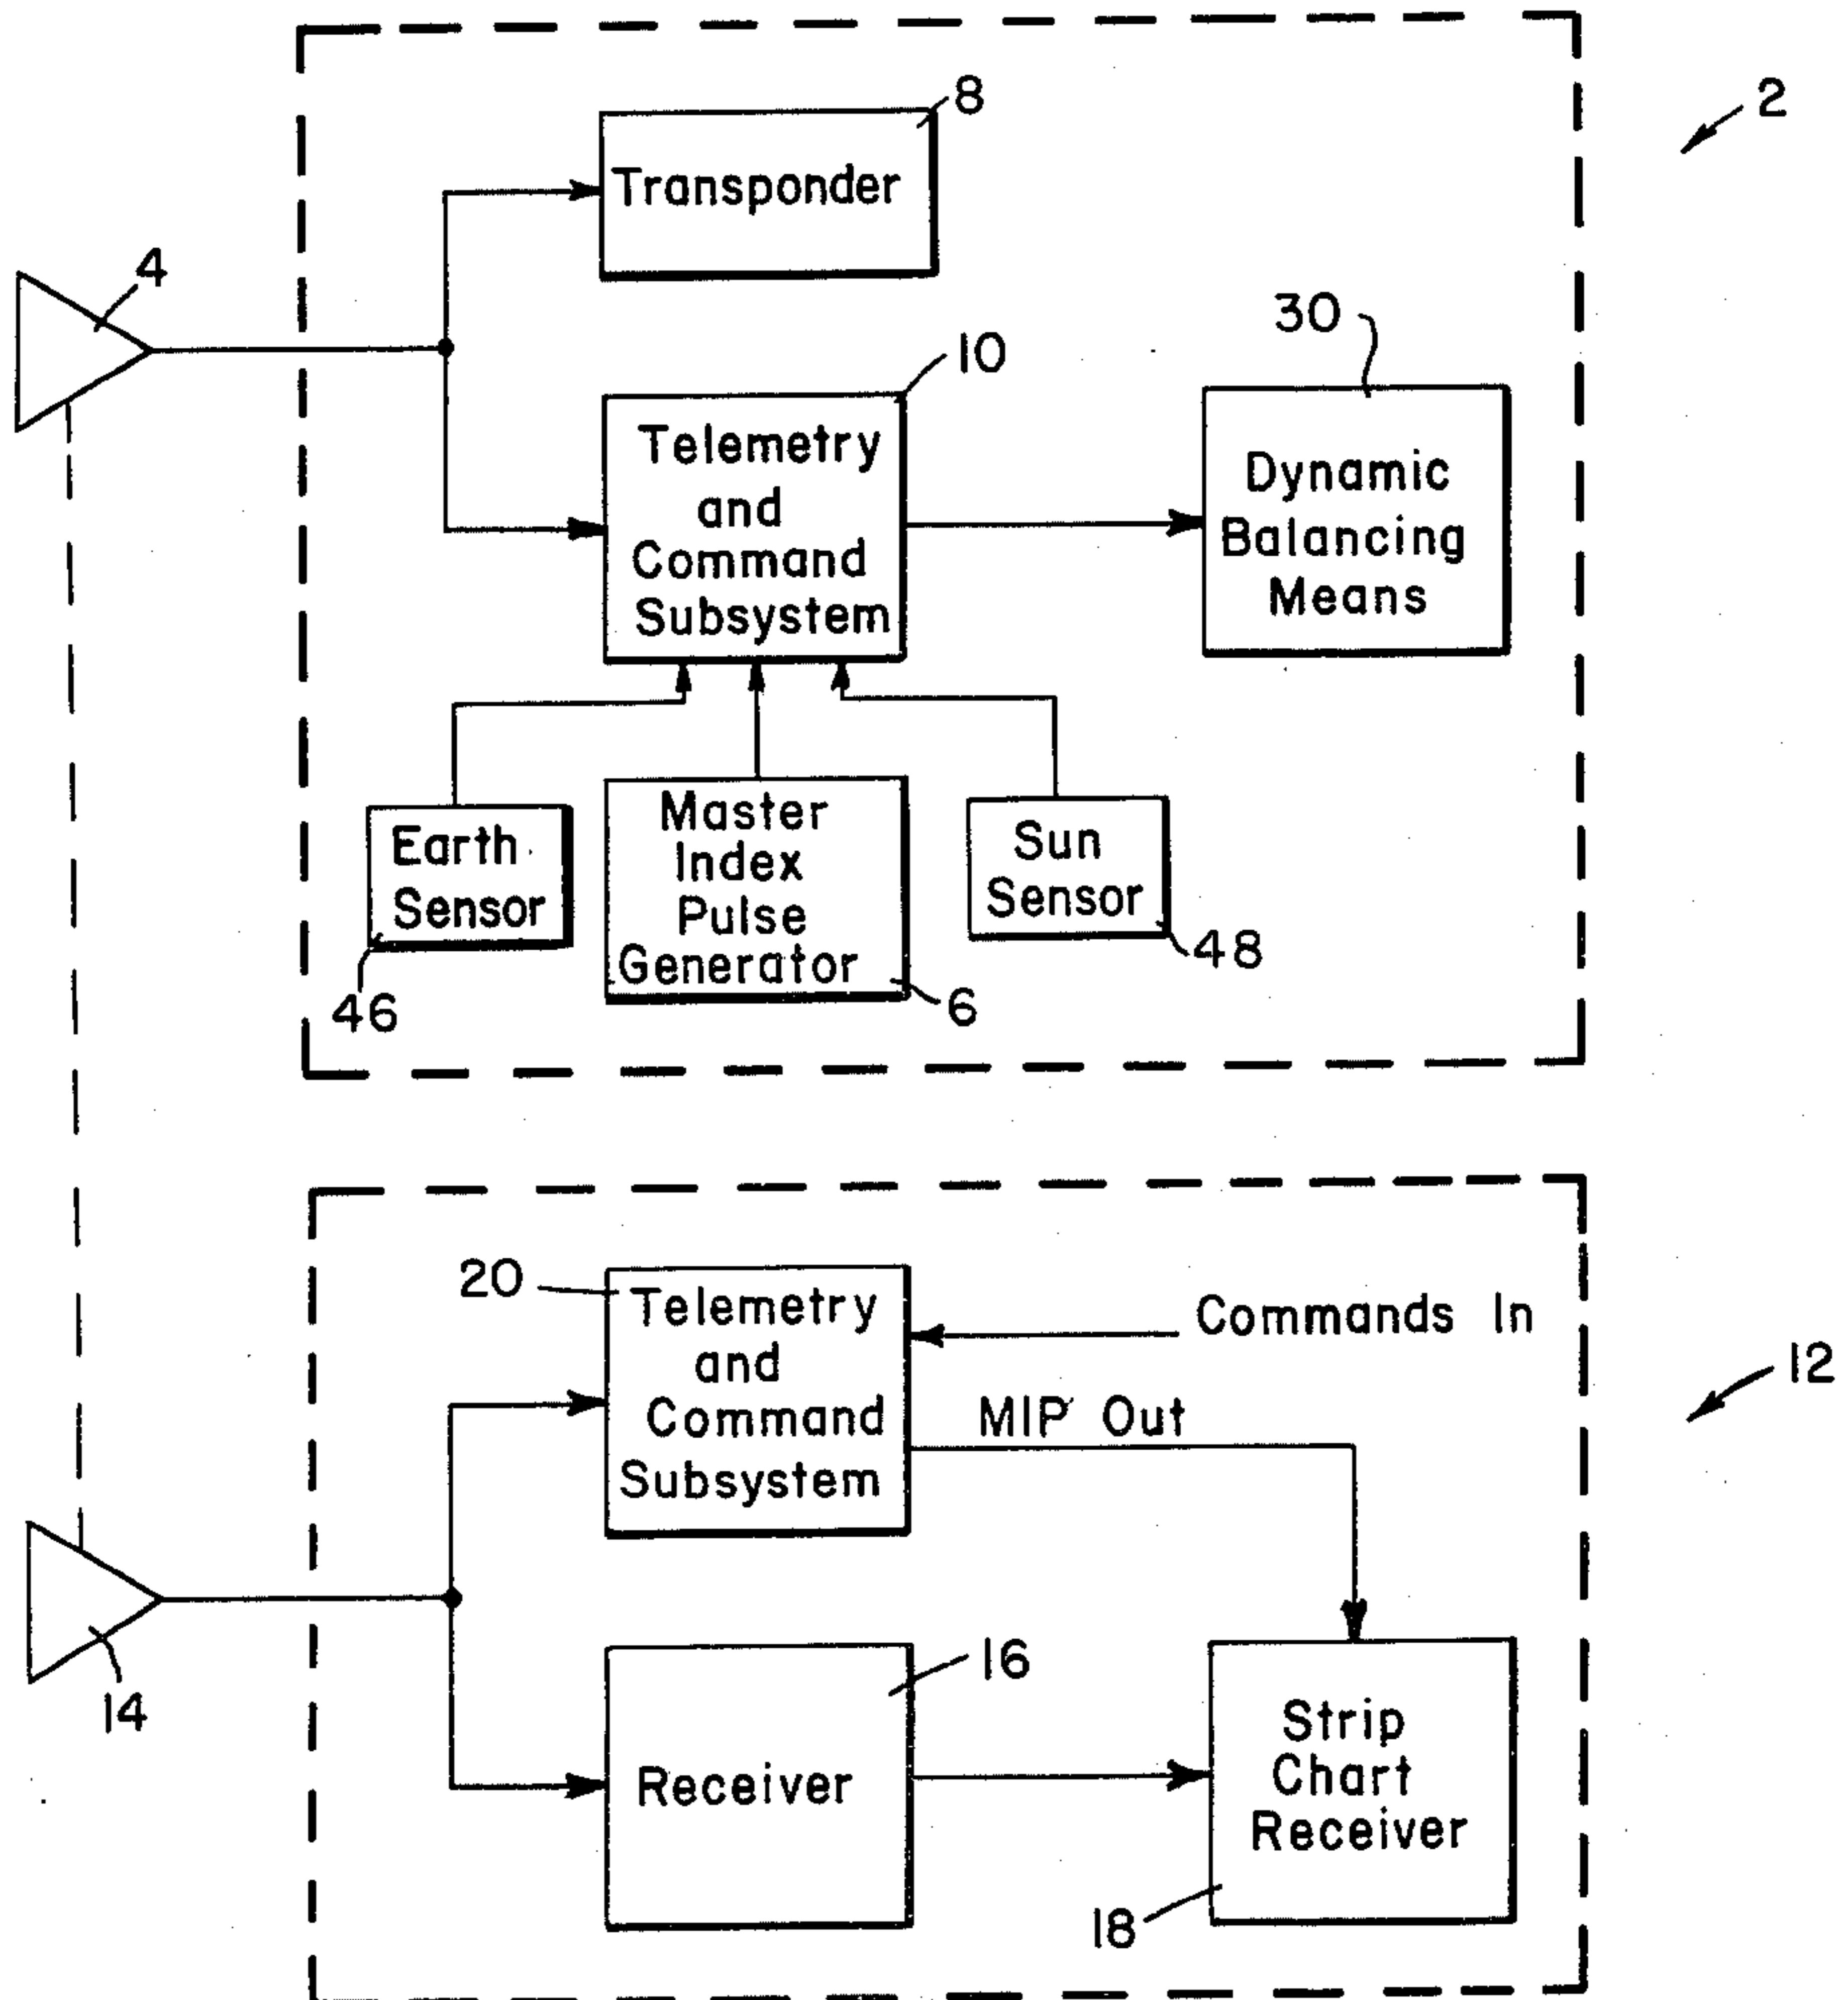 2
8
Transponder
4
30
10
Telemetry
and
Command
Subsystem
Dynamic
Balancing
Means
Earth
Sensor
46
Master
Index
Pulse
Generator
6
Sun
Sensor
48
20
Telemetry
and
Command
Subsystem
Commands In
MIP Out
12
14
16
Receiver
Strip
Chart
Receiver
18